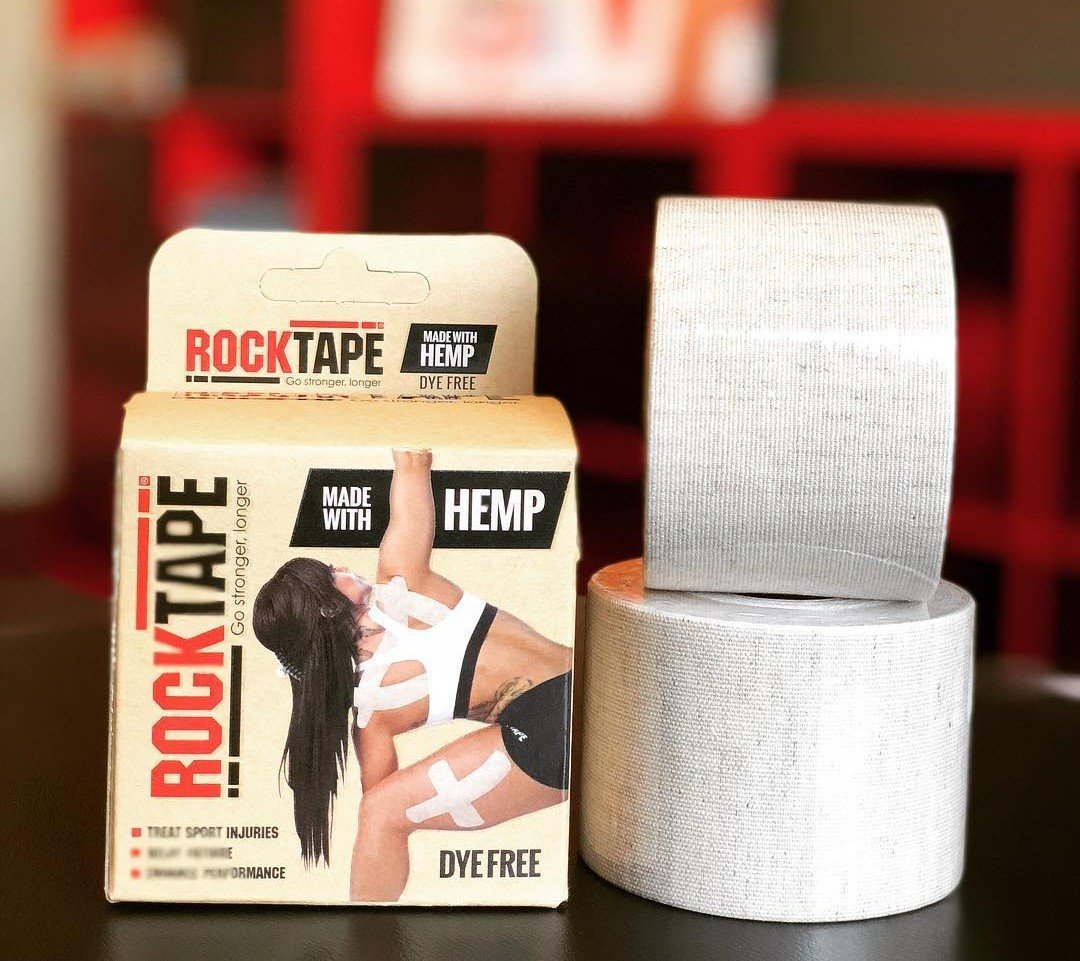 ROCKTAPE
Go stronger, longer
MADE WITH
HEMP
DYE FREE
ROCKTAPE
Go stronger, longer
MADE
WITH
HEMP
TREAT SPORT INJURIES
PERFORMANCE
DYE FREE